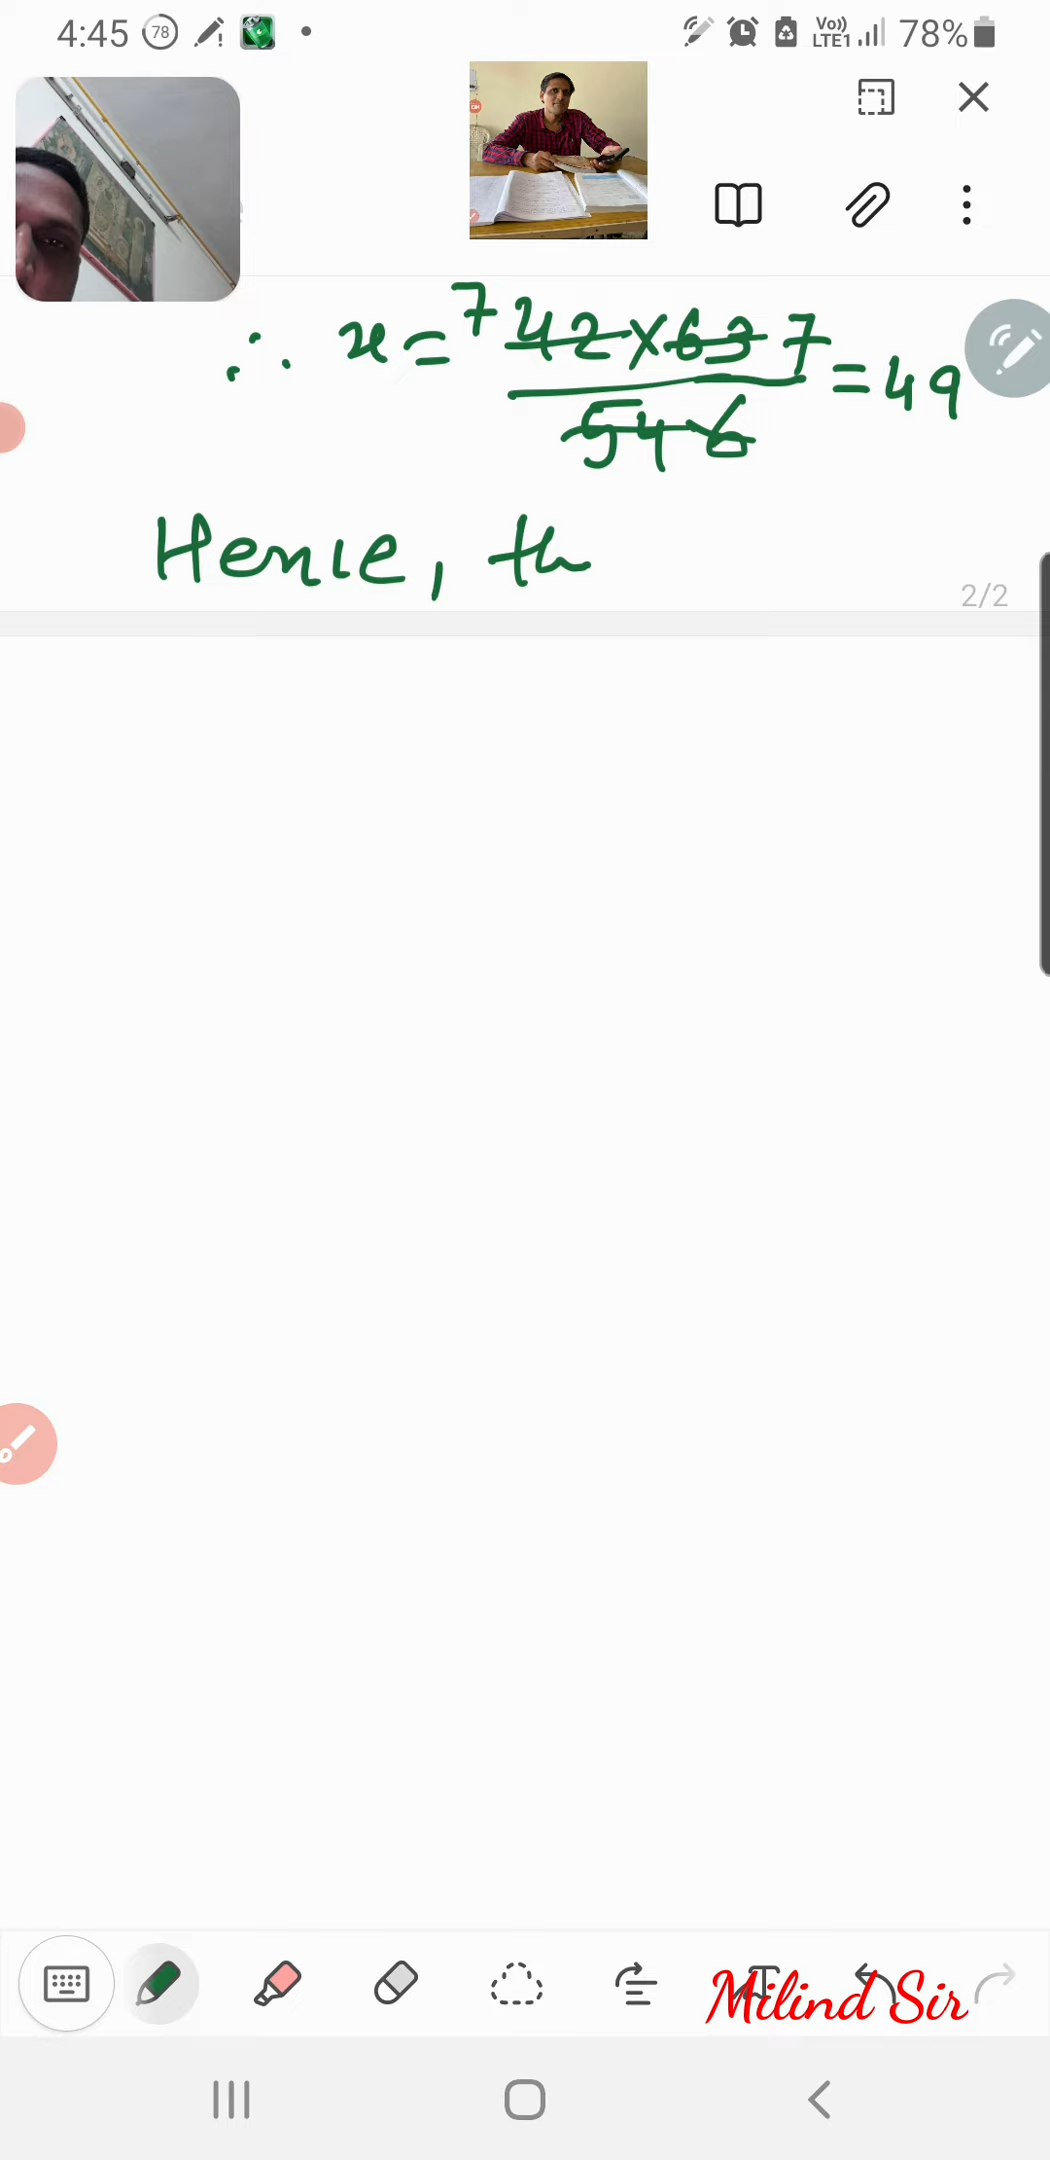 4:45 78 Vo)) LTE1 78%
∴ x = 7 42 × 63 7 = 49
54 6
Hence, th
2/2
Milind Sir